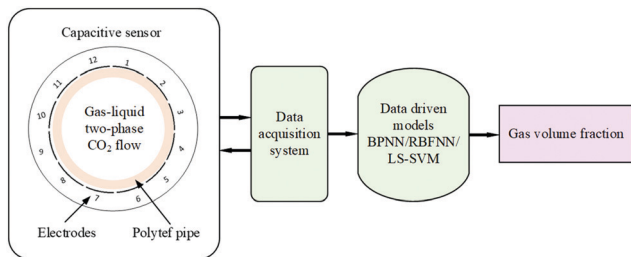 Capacitive sensor
12
1
11
2
10
3
9
4
8
5
7
6
Gas-liquid
two-phase
CO₂ flow
Electrodes
Polytef pipe
Data
acquisition
system
Data driven
models
BPNN/RBFNN/
LS-SVM
Gas volume fraction